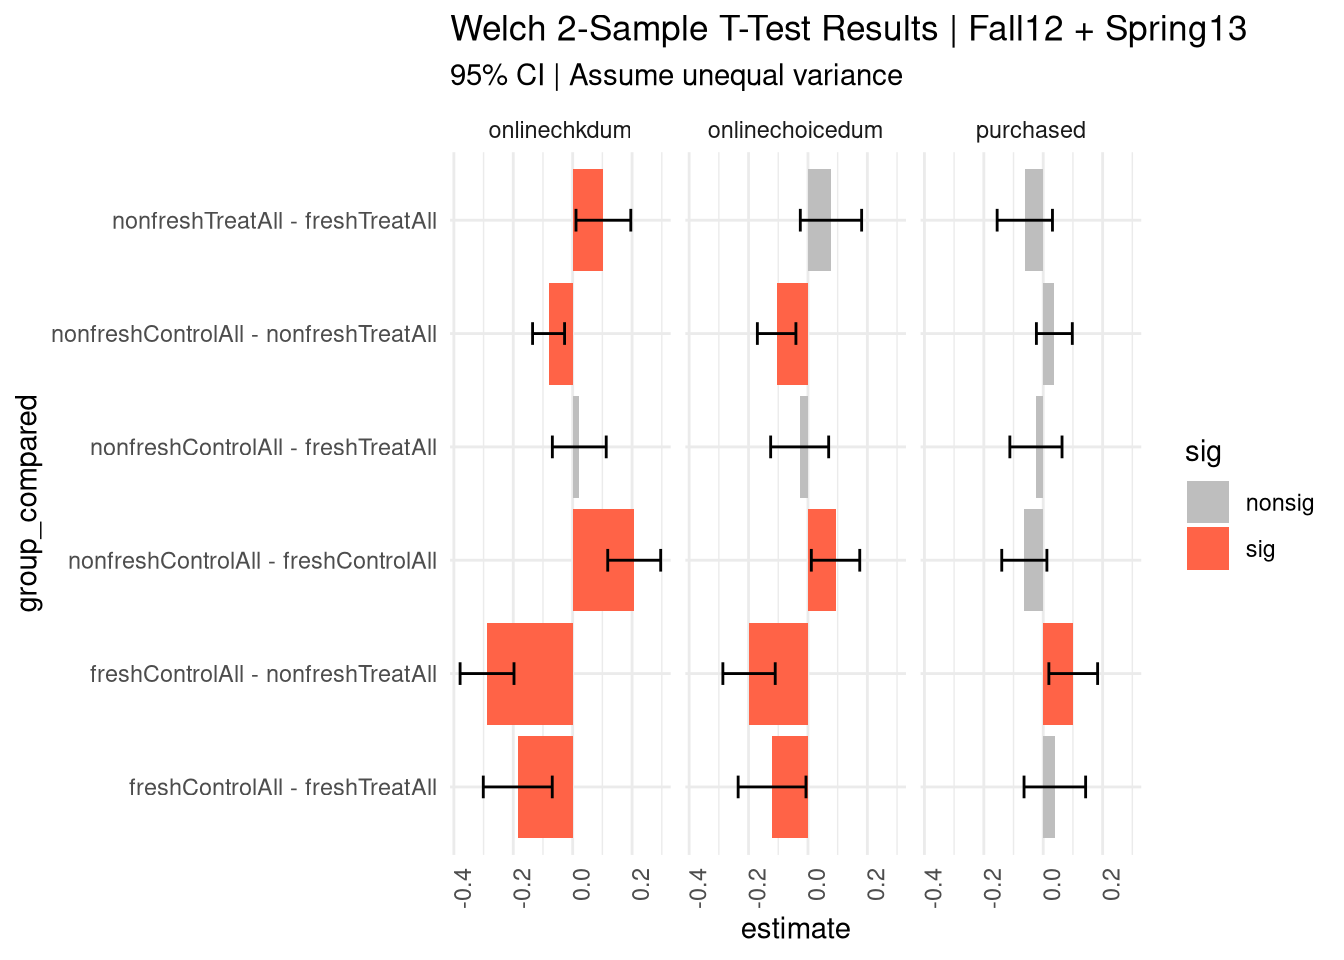 Welch 2-Sample T-Test Results | Fall12 + Spring13
95% CI | Assume unequal variance
onlinechkdum onlinechoicedum purchased
nonfreshTreatAll - freshTreatAll
nonfreshControlAll - nonfreshTreatAll
nonfreshControlAll - freshTreatAll
nonfreshControlAll - freshControlAll
freshControlAll - nonfreshTreatAll
freshControlAll - freshTreatAll
group_compared
-0.4 -0.2 0.0 0.2 -0.4 -0.2 0.0 0.2 -0.4 -0.2 0.0 0.2
estimate
sig
nonsig
sig